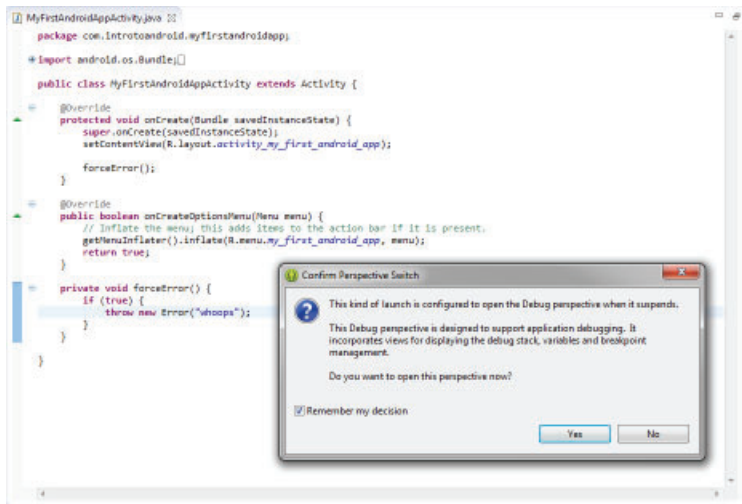 MyFirstAndroidAppActivity.java
package com.introtoandroid.myfirstandroidapp;
import android.os.Bundle;
public class MyFirstAndroidAppActivity extends Activity {
@Override
protected void onCreate(Bundle savedInstanceState) {
super.onCreate(savedInstanceState);
setContentView(R.layout.activity_my_first_android_app);
forceError();
}
@Override
public boolean onCreateOptionsMenu(Menu menu) {
// Inflate the menu; this adds items to the action bar if it is present.
getMenuInflater().inflate(R.menu.my_first_android_app, menu);
return true;
}
private void forceError() {
if (true) {
throw new Error("whoops");
}
}
}
Confirm Perspective Switch
This kind of launch is configured to open the Debug perspective when it suspends.
This Debug perspective is designed to support application debugging. It
incorporates views for displaying the debug stack, variables and breakpoint
management.
Do you want to open this perspective now?
Remember my decision
Yes No